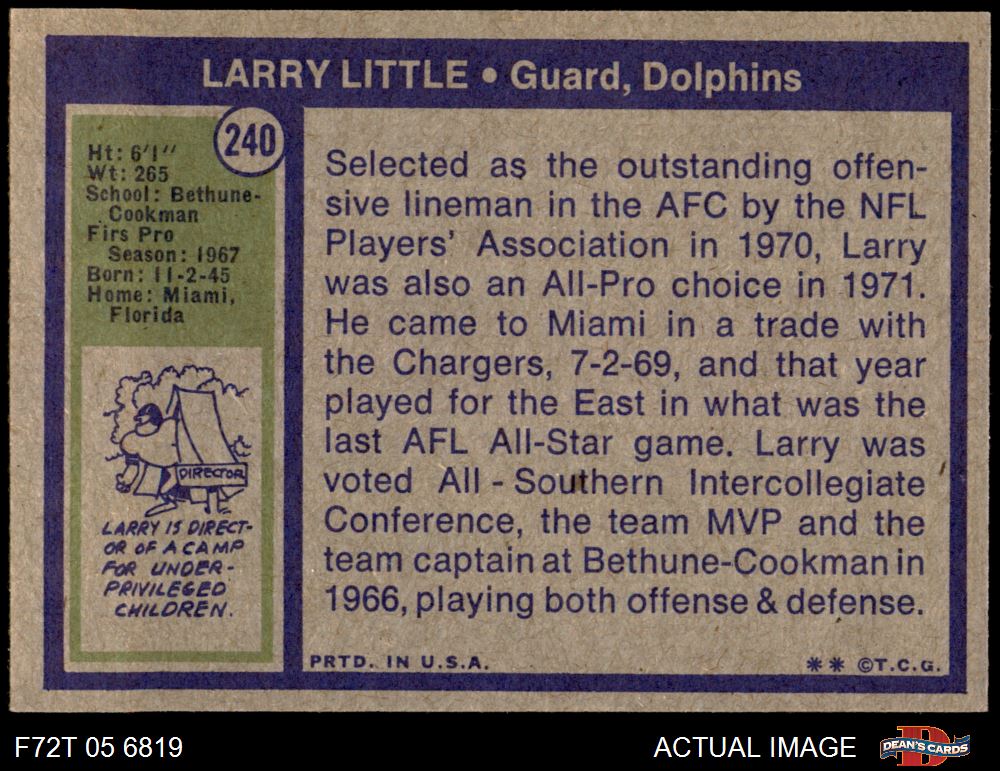 LARRY LITTLE • Guard, Dolphins
240
Ht: 6'1''
Wt: 265
School: Bethune-
Cookman
Firs Pro
Season: 1967
Born: 11-2-45
Home: Miami,
Florida
DIRECTOR
LARRY IS DIRECT-
OR OF A CAMP
FOR UNDER-
PRIVILEGED
CHILDREN.
Selected as the outstanding offen-
sive lineman in the AFC by the NFL
Players' Association in 1970, Larry
was also an All-Pro choice in 1971.
He came to Miami in a trade with
the Chargers, 7-2-69, and that year
played for the East in what was the
last AFL All-Star game. Larry was
voted All - Southern Intercollegiate
Conference, the team MVP and the
team captain at Bethune-Cookman in
1966, playing both offense & defense.
PRTD. IN U.S.A.
** ©T.C.G.
F72T 05 6819
ACTUAL IMAGE
D
DEAN'S CARDS